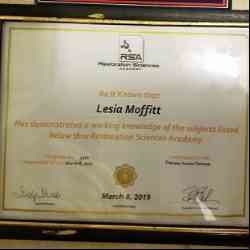 RSA
Restoration Sciences
ACADEMY
Be It Known that
Lesia Moffitt
Has demonstrated a working knowledge of the subjects listed
below thru Restoration Sciences Academy
March 8, 2019